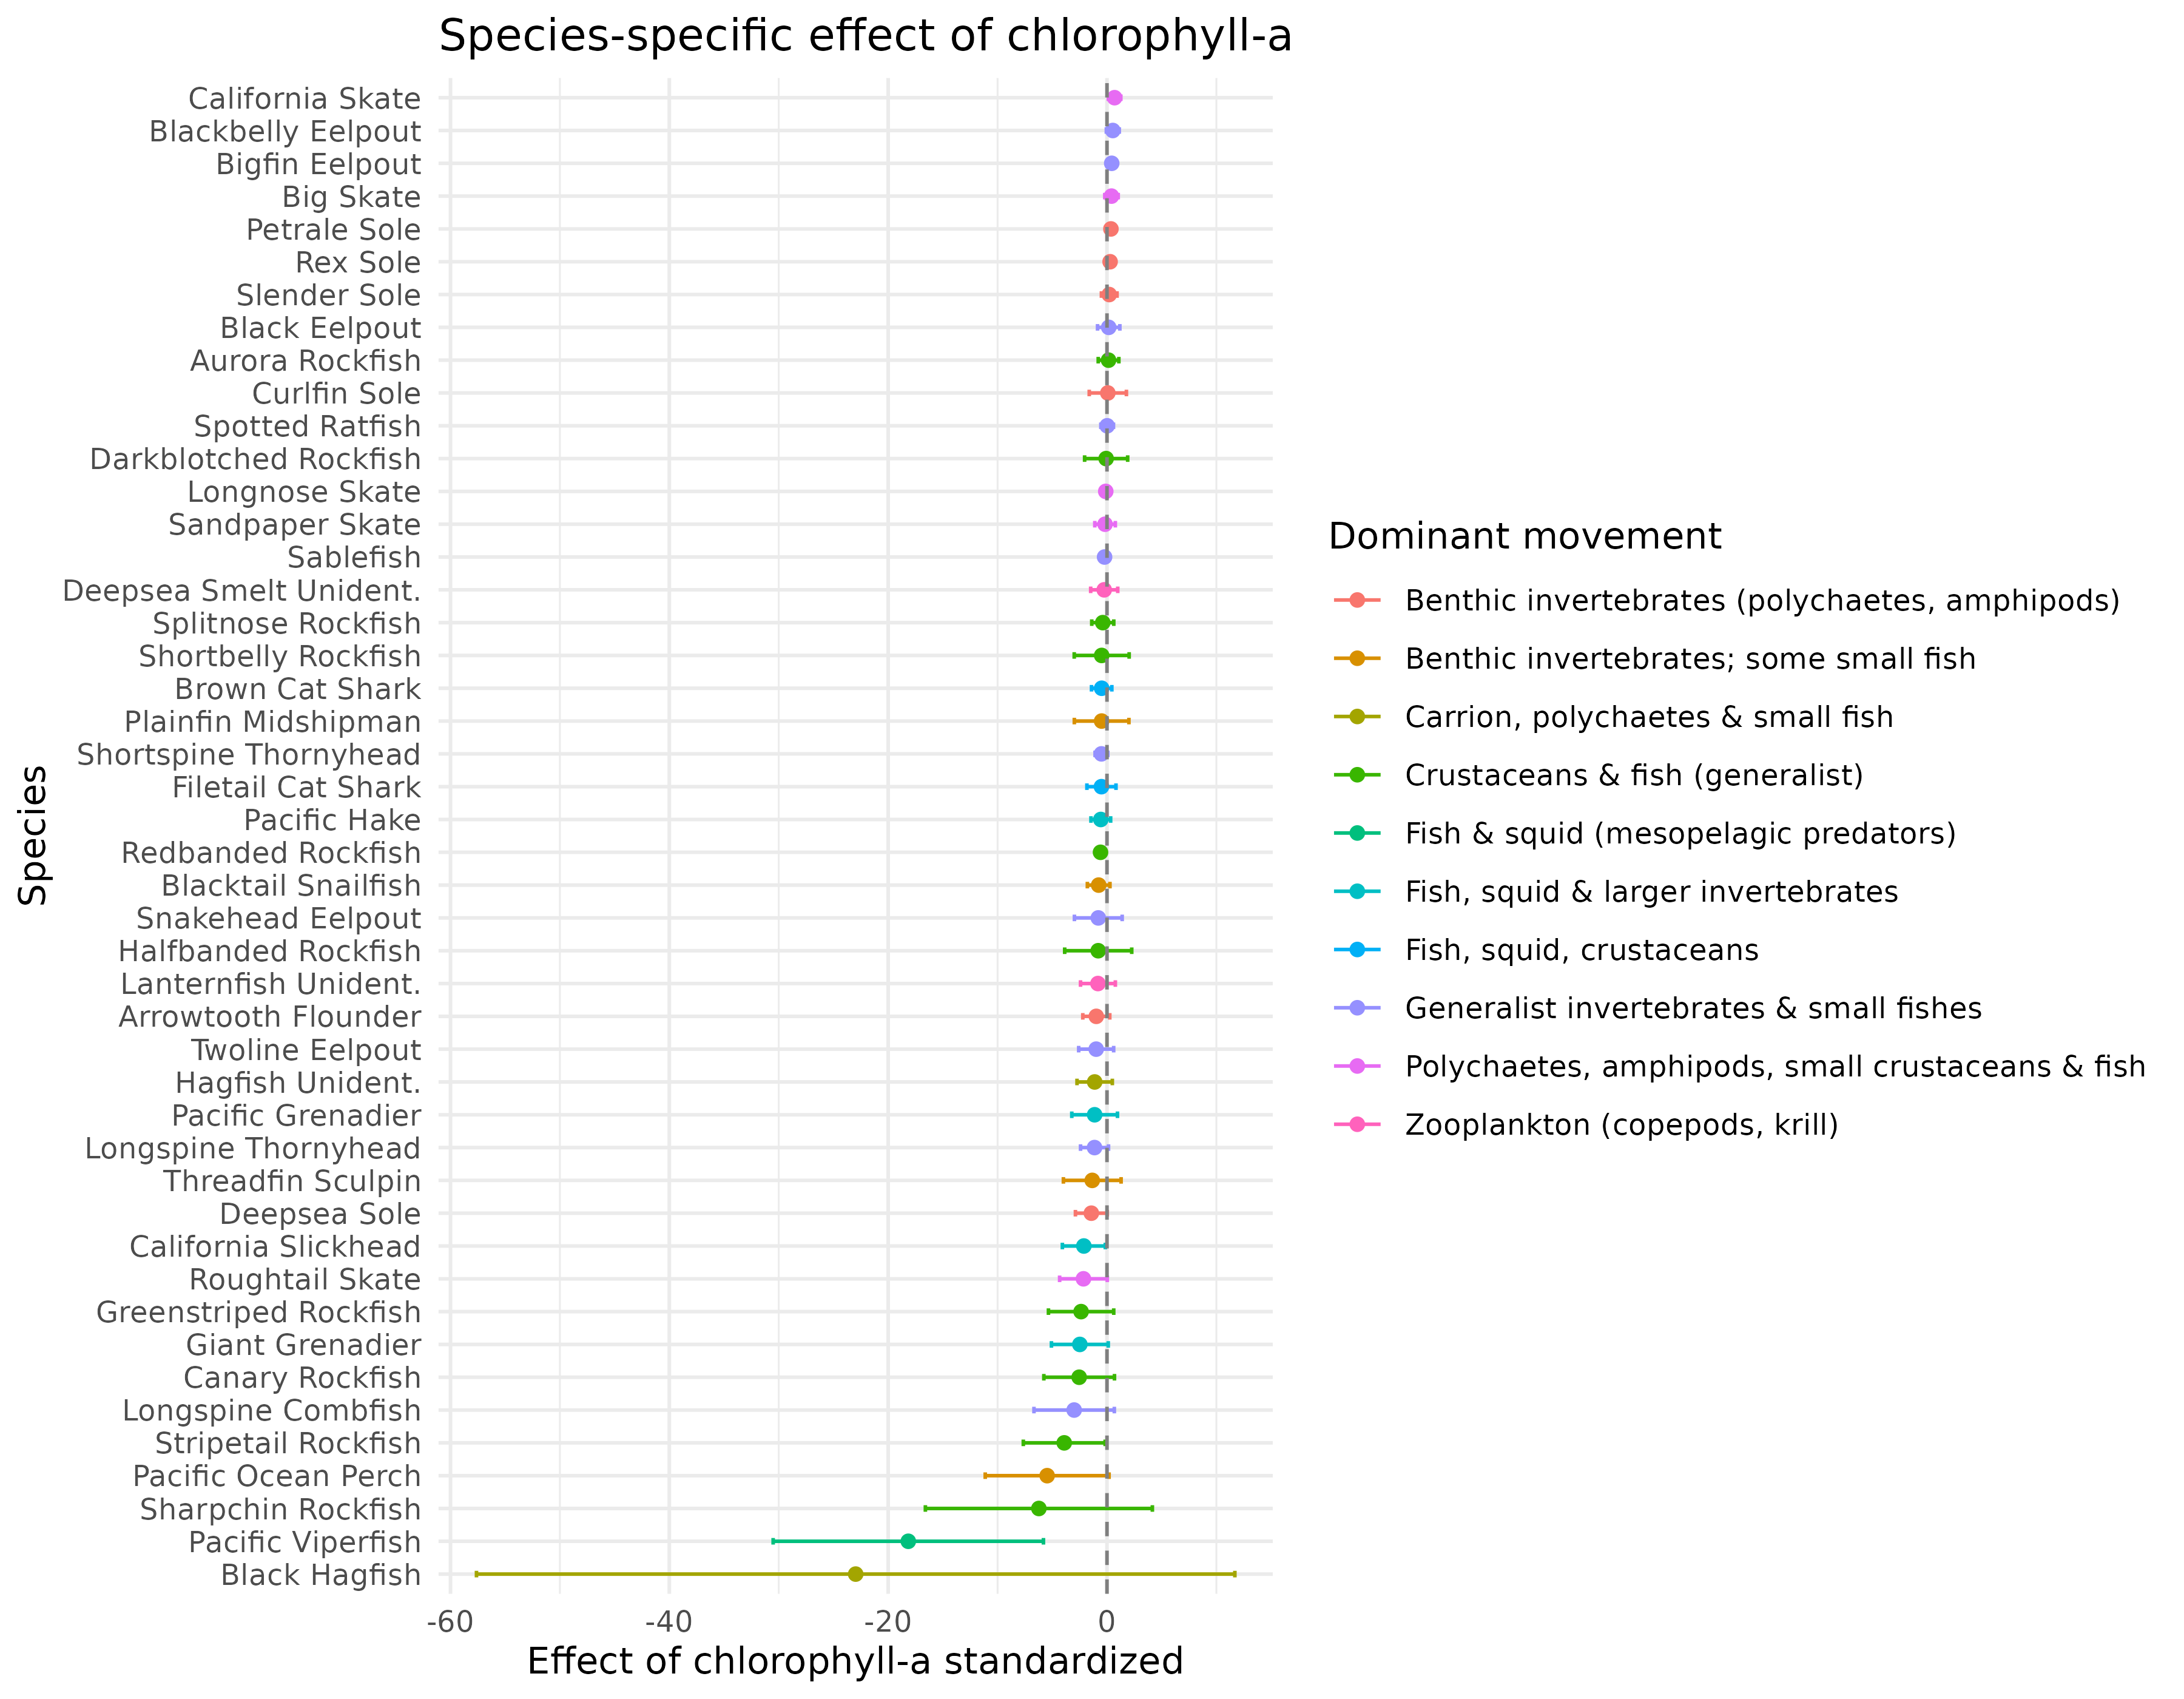 Species-specific effect of chlorophyll-a
California Skate
Blackbelly Eelpout
Bigfin Eelpout
Big Skate
Petrale Sole
Rex Sole
Slender Sole
Black Eelpout
Aurora Rockfish
Curlfin Sole
Spotted Ratfish
Darkblotched Rockfish
Longnose Skate
Sandpaper Skate
Sablefish
Deepsea Smelt Unident.
Splitnose Rockfish
Shortbelly Rockfish
Brown Cat Shark
Plainfin Midshipman
Shortspine Thornyhead
Filetail Cat Shark
Pacific Hake
Redbanded Rockfish
Blacktail Snailfish
Snakehead Eelpout
Halfbanded Rockfish
Lanternfish Unident.
Arrowtooth Flounder
Twoline Eelpout
Hagfish Unident.
Pacific Grenadier
Longspine Thornyhead
Threadfin Sculpin
Deepsea Sole
California Slickhead
Roughtail Skate
Greenstriped Rockfish
Giant Grenadier
Canary Rockfish
Longspine Combfish
Stripetail Rockfish
Pacific Ocean Perch
Sharpchin Rockfish
Pacific Viperfish
Black Hagfish
Species
-60 -40 -20 0
Effect of chlorophyll-a standardized
Dominant movement
Benthic invertebrates (polychaetes, amphipods)
Benthic invertebrates; some small fish
Carrion, polychaetes & small fish
Crustaceans & fish (generalist)
Fish & squid (mesopelagic predators)
Fish, squid & larger invertebrates
Fish, squid, crustaceans
Generalist invertebrates & small fishes
Polychaetes, amphipods, small crustaceans & fish
Zooplankton (copepods, krill)